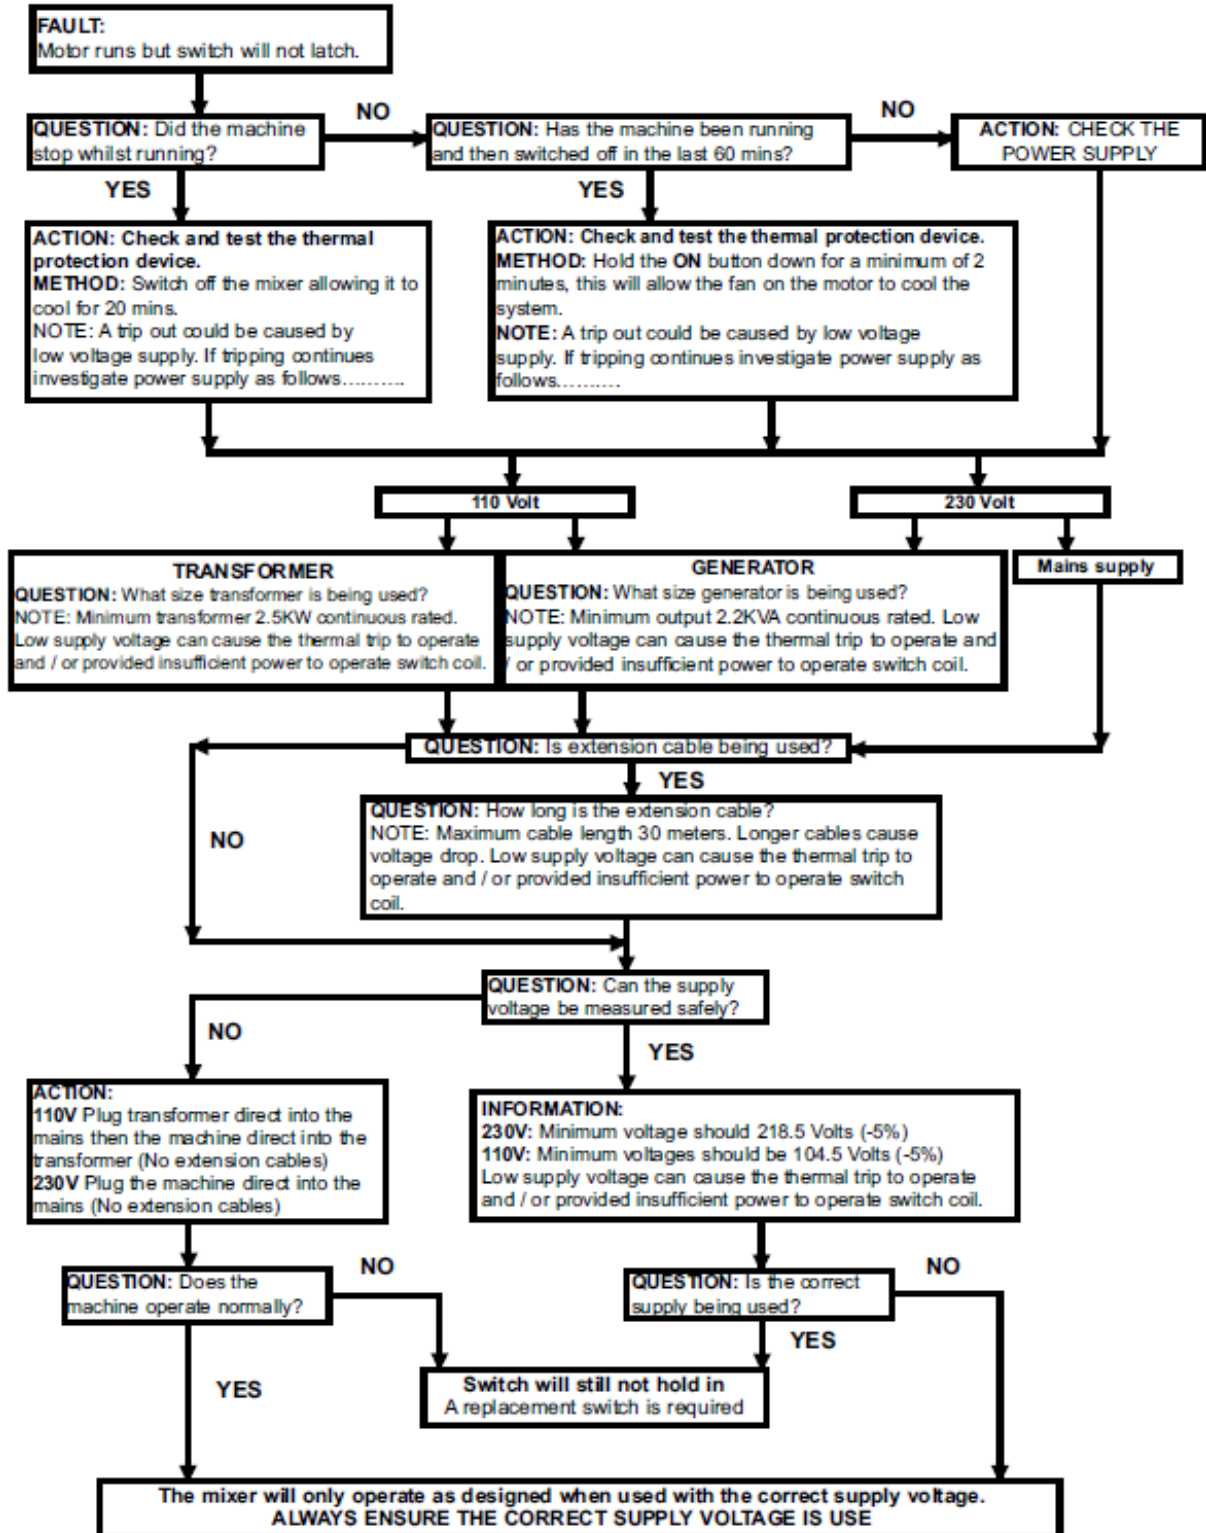 FAULT:
Motor runs but switch will not latch.
NO
NO
QUESTION: Did the machine
stop whilst running?
QUESTION: Has the machine been running
and then switched off in the last 60 mins?
ACTION: CHECK THE
POWER SUPPLY
YES
YES
ACTION: Check and test the thermal
protection device.
METHOD: Switch off the mixer allowing it to
cool for 20 mins.
NOTE: A trip out could be caused by
low voltage supply. If tripping continues
investigate power supply as follows..........
ACTION: Check and test the thermal protection device.
METHOD: Hold the ON button down for a minimum of 2
minutes, this will allow the fan on the motor to cool the
system.
NOTE: A trip out could be caused by low voltage
supply. If tripping continues investigate power supply as
follows..........
110 Volt
230 Volt
TRANSFORMER
QUESTION: What size transformer is being used?
NOTE: Minimum transformer 2.5KW continuous rated.
Low supply voltage can cause the thermal trip to operate
and / or provided insufficient power to operate switch coil.
GENERATOR
QUESTION: What size generator is being used?
NOTE: Minimum output 2.2KVA continuous rated. Low
supply voltage can cause the thermal trip to operate and
/ or provided insufficient power to operate switch coil.
Mains supply
QUESTION: Is extension cable being used?
YES
NO
QUESTION: How long is the extension cable?
NOTE: Maximum cable length 30 meters. Longer cables cause
voltage drop. Low supply voltage can cause the thermal trip to
operate and / or provided insufficient power to operate switch
coil.
QUESTION: Can the supply
voltage be measured safely?
NO
YES
ACTION:
110V Plug transformer direct into the
mains then the machine direct into the
transformer (No extension cables)
230V Plug the machine direct into the
mains (No extension cables)
INFORMATION:
230V: Minimum voltage should 218.5 Volts (-5%)
110V: Minimum voltages should be 104.5 Volts (-5%)
Low supply voltage can cause the thermal trip to operate
and / or provided insufficient power to operate switch coil.
QUESTION: Does the
machine operate normally?
NO
QUESTION: Is the correct
supply being used?
NO
YES
YES
Switch will still not hold in
A replacement switch is required
The mixer will only operate as designed when used with the correct supply voltage.
ALWAYS ENSURE THE CORRECT SUPPLY VOLTAGE IS USE